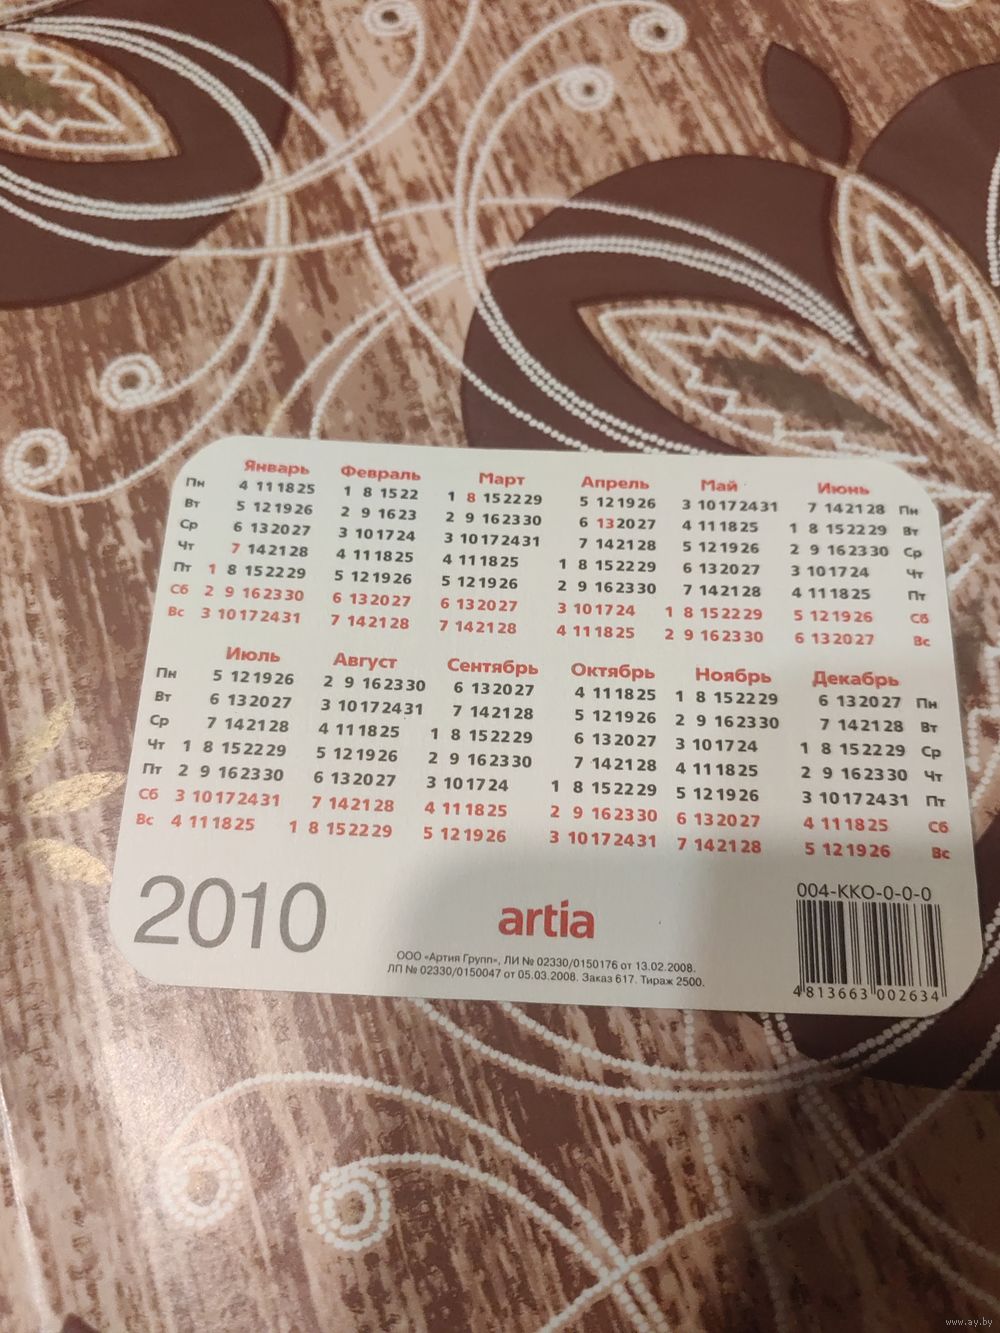 Январь Февраль Март Апрель Май Июнь
Пн 4 11 18 25 1 8 15 22 1 8 15 22 29 5 12 19 26 3 10 17 24 31 7 14 21 28 Пн
Вт 5 12 19 26 2 9 16 23 2 9 16 23 30 6 13 20 27 4 11 18 25 1 8 15 22 29 Вт
Ср 6 13 20 27 3 10 17 24 3 10 17 24 31 7 14 21 28 5 12 19 26 2 9 16 23 30 Ср
Чт 7 14 21 28 4 11 18 25 4 11 18 25 1 8 15 22 29 6 13 20 27 3 10 17 24 Чт
Пт 1 8 15 22 29 5 12 19 26 5 12 19 26 2 9 16 23 30 7 14 21 28 4 11 18 25 Пт
Сб 2 9 16 23 30 6 13 20 27 6 13 20 27 3 10 17 24 1 8 15 22 29 5 12 19 26 Сб
Вс 3 10 17 24 31 7 14 21 28 7 14 21 28 4 11 18 25 2 9 16 23 30 6 13 20 27 Вс
Июль Август Сентябрь Октябрь Ноябрь Декабрь
Пн 5 12 19 26 2 9 16 23 30 6 13 20 27 4 11 18 25 1 8 15 22 29 6 13 20 27 Пн
Вт 6 13 20 27 3 10 17 24 31 7 14 21 28 5 12 19 26 2 9 16 23 30 7 14 21 28 Вт
Ср 7 14 21 28 4 11 18 25 1 8 15 22 29 6 13 20 27 3 10 17 24 1 8 15 22 29 Ср
Чт 1 8 15 22 29 5 12 19 26 2 9 16 23 30 7 14 21 28 4 11 18 25 2 9 16 23 30 Чт
Пт 2 9 16 23 30 6 13 20 27 3 10 17 24 1 8 15 22 29 5 12 19 26 3 10 17 24 31 Пт
Сб 3 10 17 24 31 7 14 21 28 4 11 18 25 2 9 16 23 30 6 13 20 27 4 11 18 25 Сб
Вс 4 11 18 25 1 8 15 22 29 5 12 19 26 3 10 17 24 31 7 14 21 28 5 12 19 26 Вс
2010
artia
ООО «Артия Групп», ЛИ № 02330/0150176 от 13.02.2008.
ЛП № 02330/0150047 от 05.03.2008. Заказ 617. Тираж 2500.
004-ККО-0-0-0
4 813663 002634
www.ay.by